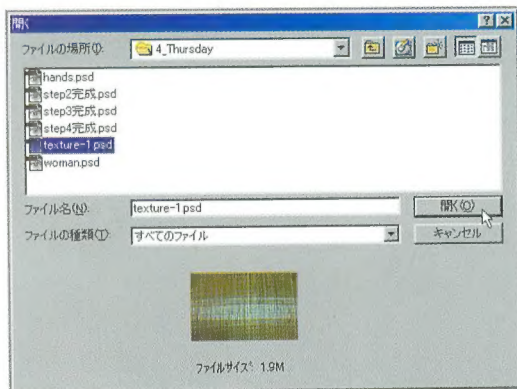 開く
ファイルの場所(I):
4_Thursday
hands.psd
step2完成.psd
step3完成.psd
step4完成.psd
texture-1.psd
woman.psd
ファイル名(N):
texture-1.psd
開く(O)
ファイルの種類(T):
すべてのファイル
キャンセル
ファイルサイズ: 1.9M